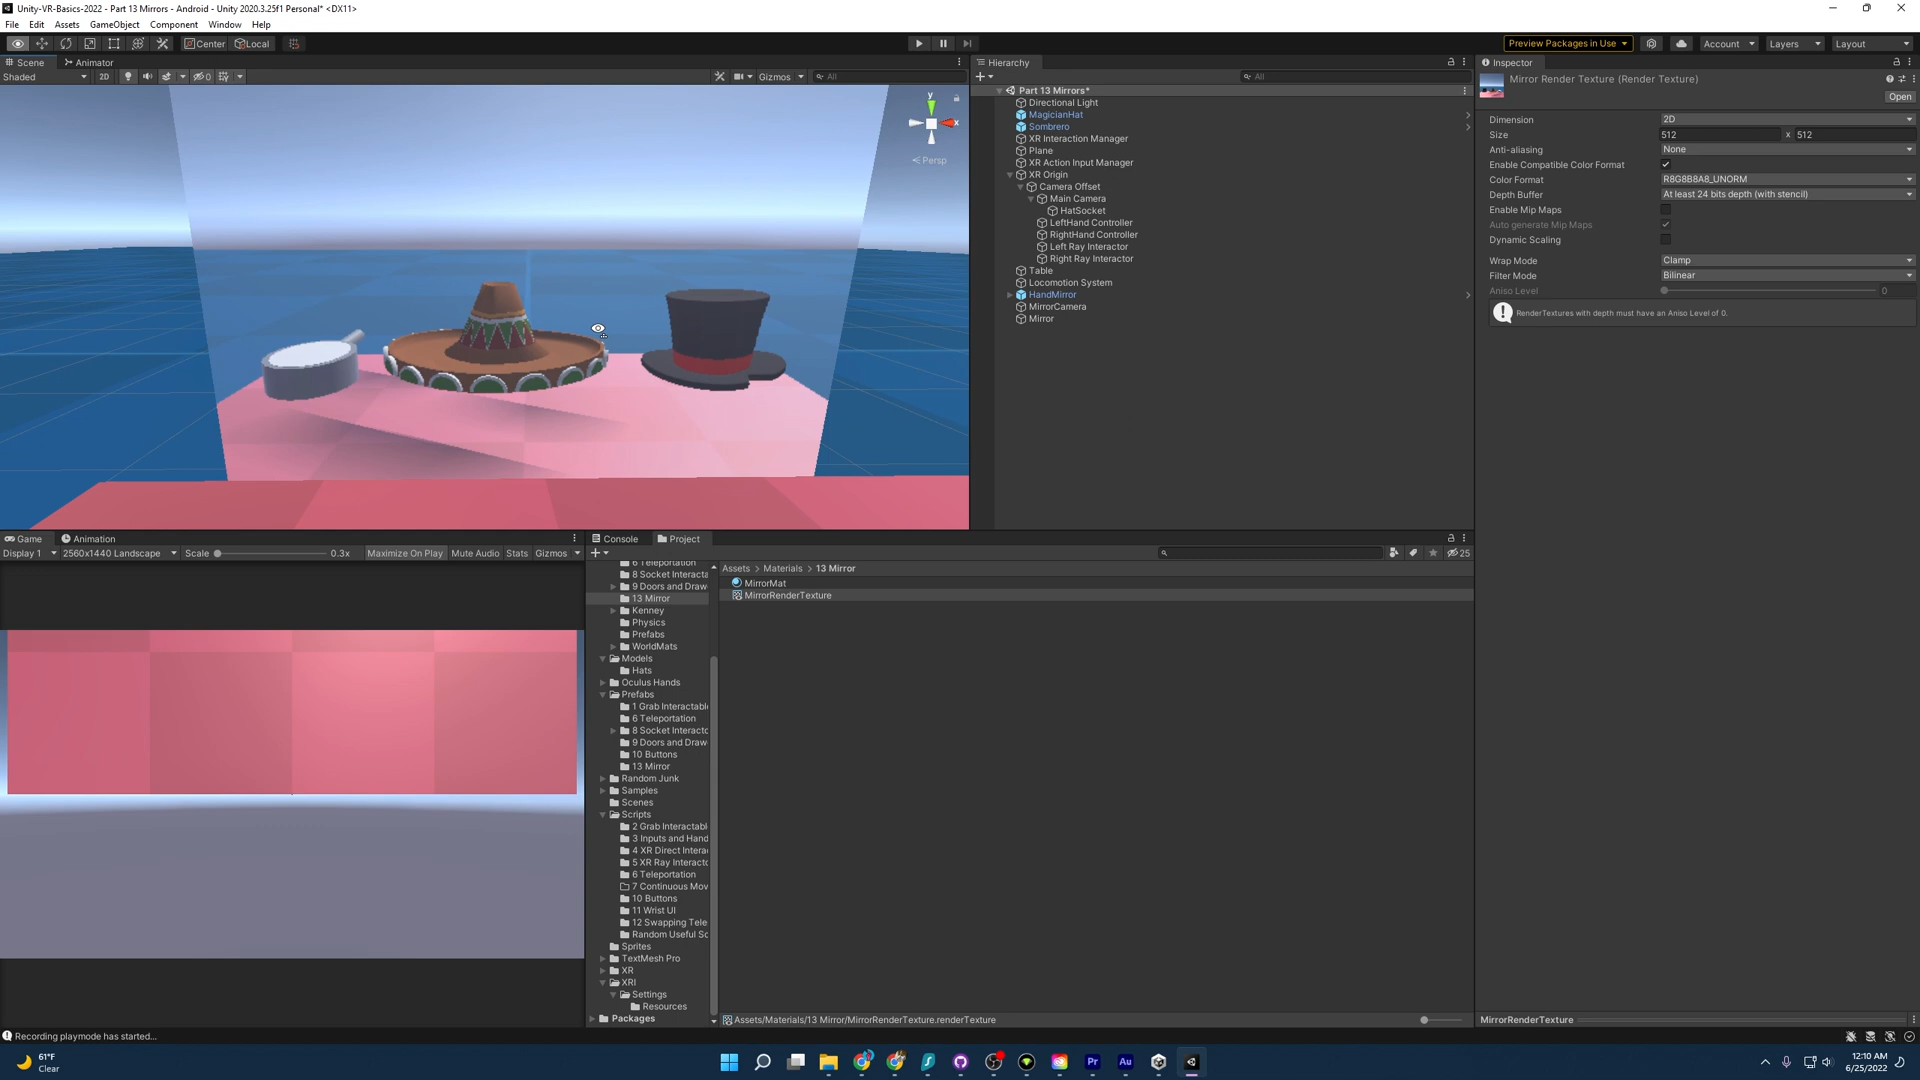 Unity-VR-Basics-2022 - Part 13 Mirrors - Android - Unity 2020.3.25f1 Personal* <DX11>
File Edit Assets GameObject Component Window Help
Center Local
Preview Packages in Use Account Layers Layout
Scene Animator
Shaded 2D 0 Gizmos All
y
x
Persp
Hierarchy
All
Part 13 Mirrors*
Directional Light
MagicianHat
Sombrero
XR Interaction Manager
Plane
XR Action Input Manager
XR Origin
Camera Offset
Main Camera
HatSocket
LeftHand Controller
RightHand Controller
Left Ray Interactor
Right Ray Interactor
Table
Locomotion System
HandMirror
MirrorCamera
Mirror
Inspector
Mirror Render Texture (Render Texture)
Open
Dimension 2D
Size 512 x 512
Anti-aliasing None
Enable Compatible Color Format
Color Format R8G8B8A8_UNORM
Depth Buffer At least 24 bits depth (with stencil)
Enable Mip Maps
Auto generate Mip Maps
Dynamic Scaling
Wrap Mode Clamp
Filter Mode Bilinear
Aniso Level 0
RenderTextures with depth must have an Aniso Level of 0.
Game Animation
Display 1 2560x1440 Landscape Scale 0.3x Maximize On Play Mute Audio Stats Gizmos
Console Project
25
6 Teleportation
8 Socket Interacta
9 Doors and Draw
13 Mirror
Kenney
Physics
Prefabs
WorldMats
Models
Hats
Oculus Hands
Prefabs
1 Grab Interactabl
6 Teleportation
8 Socket Interacto
9 Doors and Draw
10 Buttons
13 Mirror
Random Junk
Samples
Scenes
Scripts
2 Grab Interactabl
3 Inputs and Hand
4 XR Direct Intera
5 XR Ray Interacto
6 Teleportation
7 Continuous Mov
10 Buttons
11 Wrist UI
12 Swapping Tele
Random Useful Sc
Sprites
TextMesh Pro
XR
XRI
Settings
Resources
Packages
Assets > Materials > 13 Mirror
MirrorMat
MirrorRenderTexture
Assets/Materials/13 Mirror/MirrorRenderTexture.renderTexture
MirrorRenderTexture
Recording playmode has started...
61°F
Clear
Pr Au
12:10 AM
6/25/2022